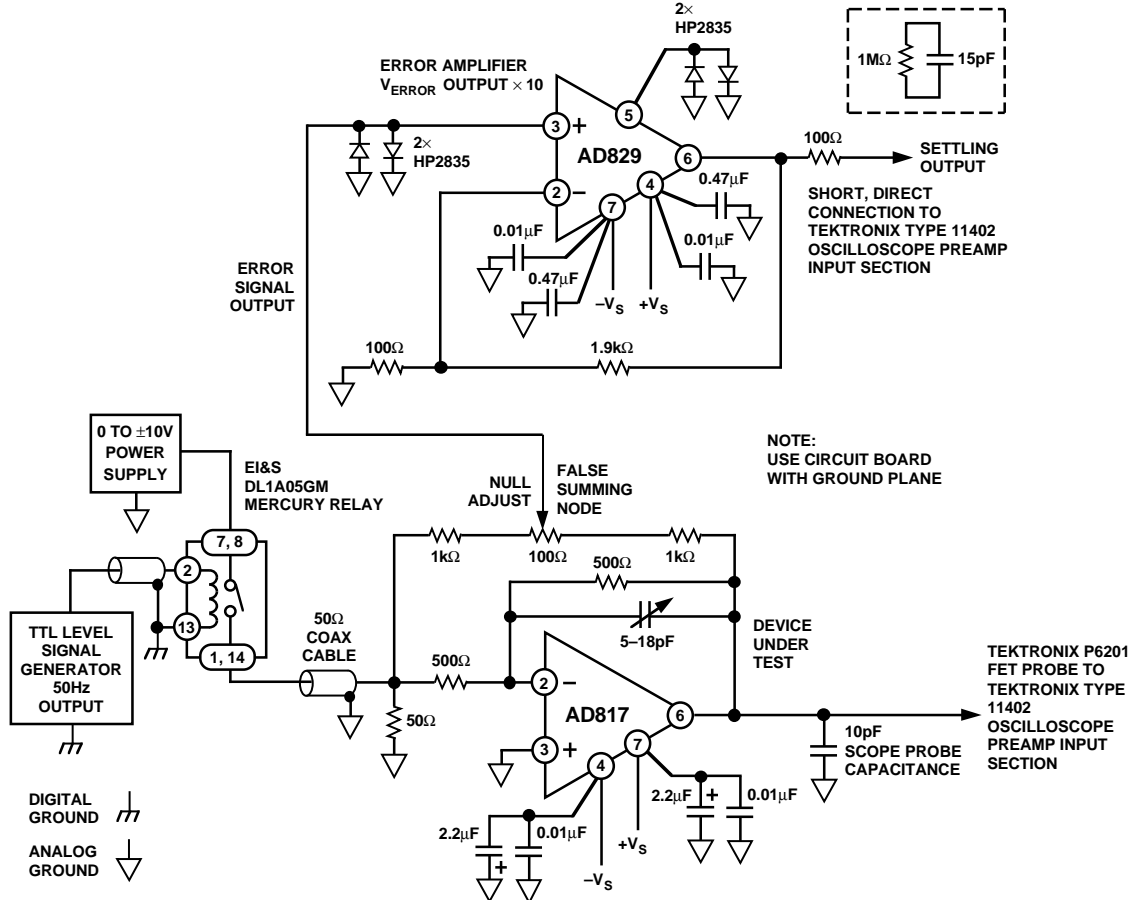 2×
HP2835
ERROR AMPLIFIER
VERROR OUTPUT × 10
1MΩ
15pF
5
3
+
2×
HP2835
AD829
6
100Ω
SETTLING
OUTPUT
2
–
4
7
0.47µF
0.01µF
0.01µF
0.47µF
–VS
+VS
SHORT, DIRECT
CONNECTION TO
TEKTRONIX TYPE 11402
OSCILLOSCOPE PREAMP
INPUT SECTION
ERROR
SIGNAL
OUTPUT
100Ω
1.9kΩ
0 TO ±10V
POWER
SUPPLY
EI&S
DL1A05GM
MERCURY RELAY
NULL
ADJUST
FALSE
SUMMING
NODE
NOTE:
USE CIRCUIT BOARD
WITH GROUND PLANE
7, 8
2
13
1, 14
1kΩ
100Ω
1kΩ
500Ω
5–18pF
TTL LEVEL
SIGNAL
GENERATOR
50Hz
OUTPUT
50Ω
COAX
CABLE
500Ω
50Ω
DEVICE
UNDER
TEST
2
–
AD817
6
3
+
4
7
TEKTRONIX P6201
FET PROBE TO
TEKTRONIX TYPE
11402
OSCILLOSCOPE
PREAMP INPUT
SECTION
10pF
SCOPE PROBE
CAPACITANCE
2.2µF
+
0.01µF
2.2µF
+
0.01µF
+VS
–VS
DIGITAL
GROUND
ANALOG
GROUND